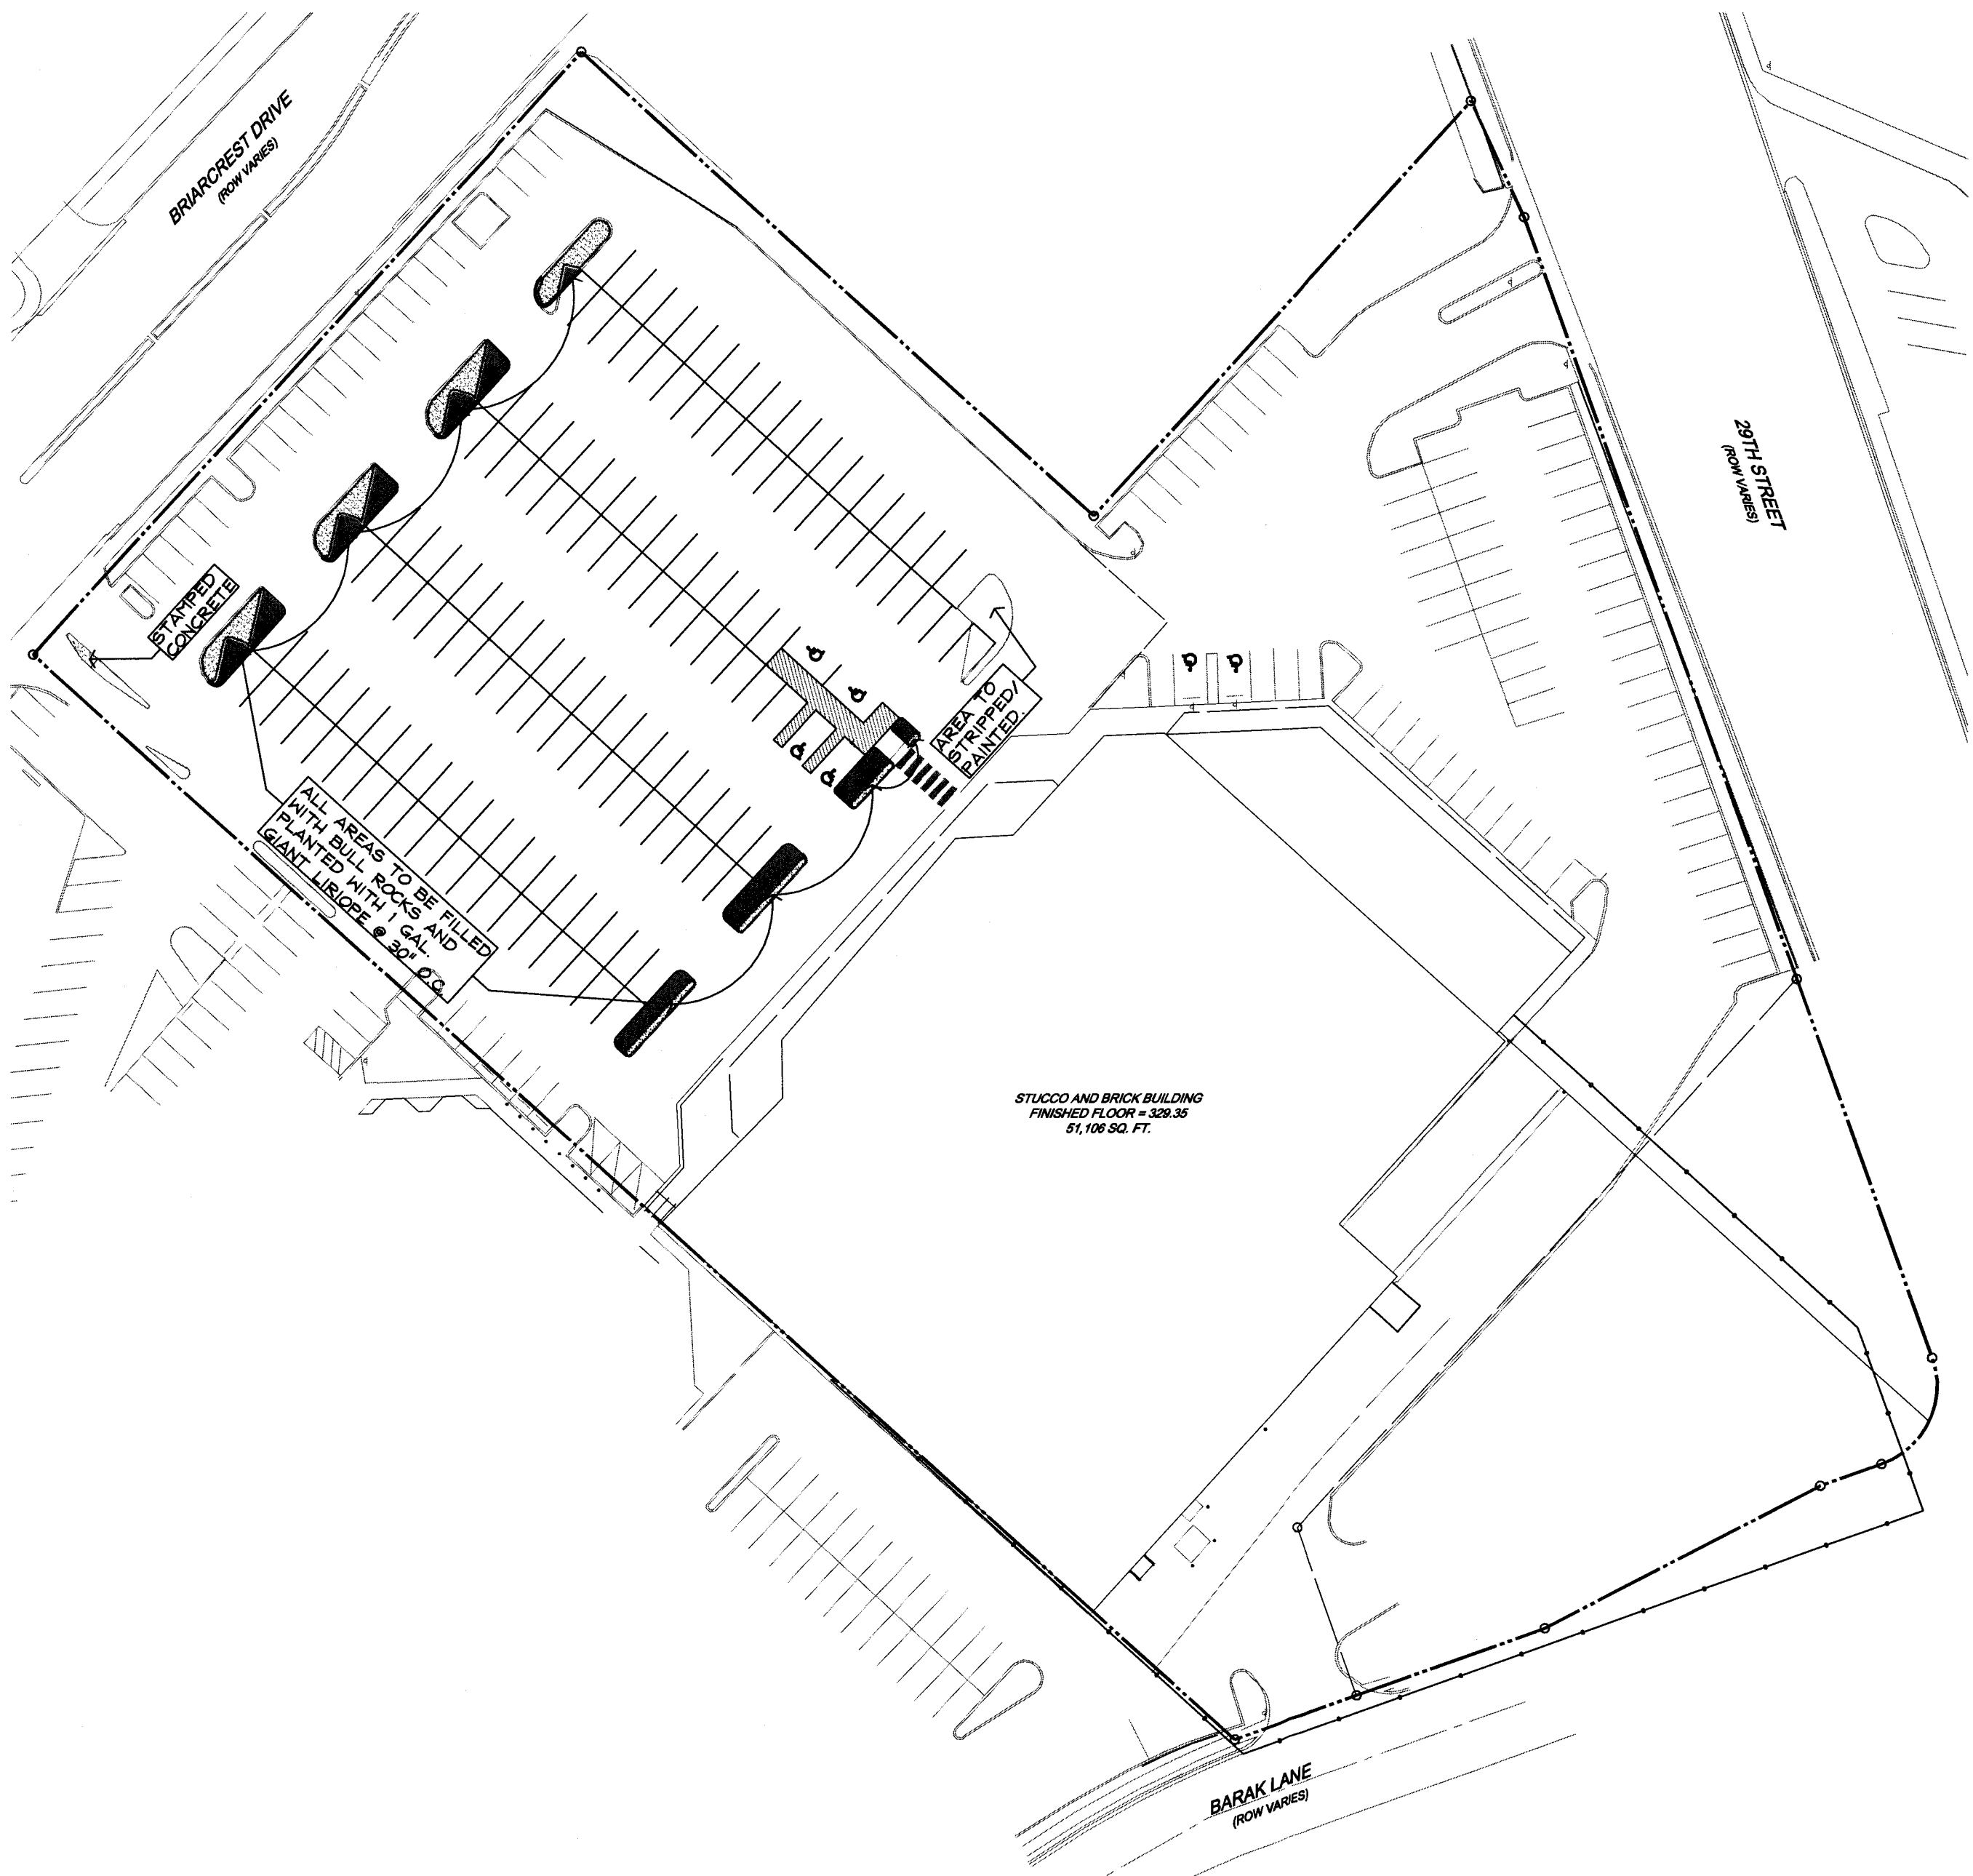 BRIARCREST DRIVE
(ROW VARIES)
29TH STREET
(ROW VARIES)
STAMPED
CONCRETE
AREA TO
STRIPPED/
PAINTED.
ALL AREAS TO BE FILLED
WITH BULL ROCKS AND
PLANTED WITH 1 GAL.
GIANT LIRIOPE @ 30" O.C.
STUCCO AND BRICK BUILDING
FINISHED FLOOR = 329.35
51,106 SQ. FT.
BARAK LANE
(ROW VARIES)